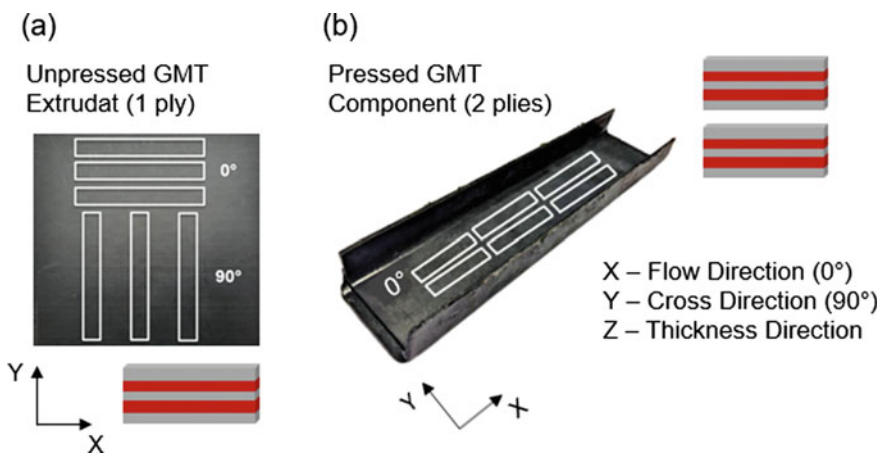 (a)
Unpressed GMT
Extrudat (1 ply)
0°
90°
Y
X
(b)
Pressed GMT
Component (2 plies)
0°
Y
X
X – Flow Direction (0°)
Y – Cross Direction (90°)
Z – Thickness Direction